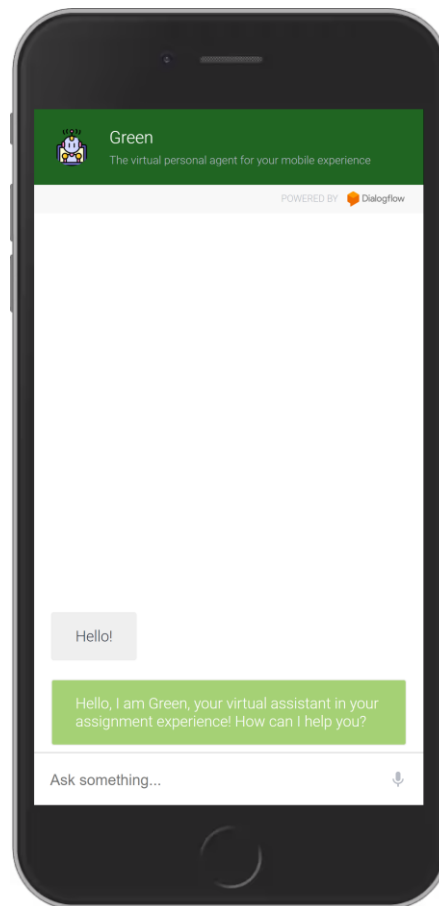 Green
The virtual personal agent for your mobile experience
POWERED BY Dialogflow
Hello!
Hello, I am Green, your virtual assistant in your
assignment experience! How can I help you?
Ask something...